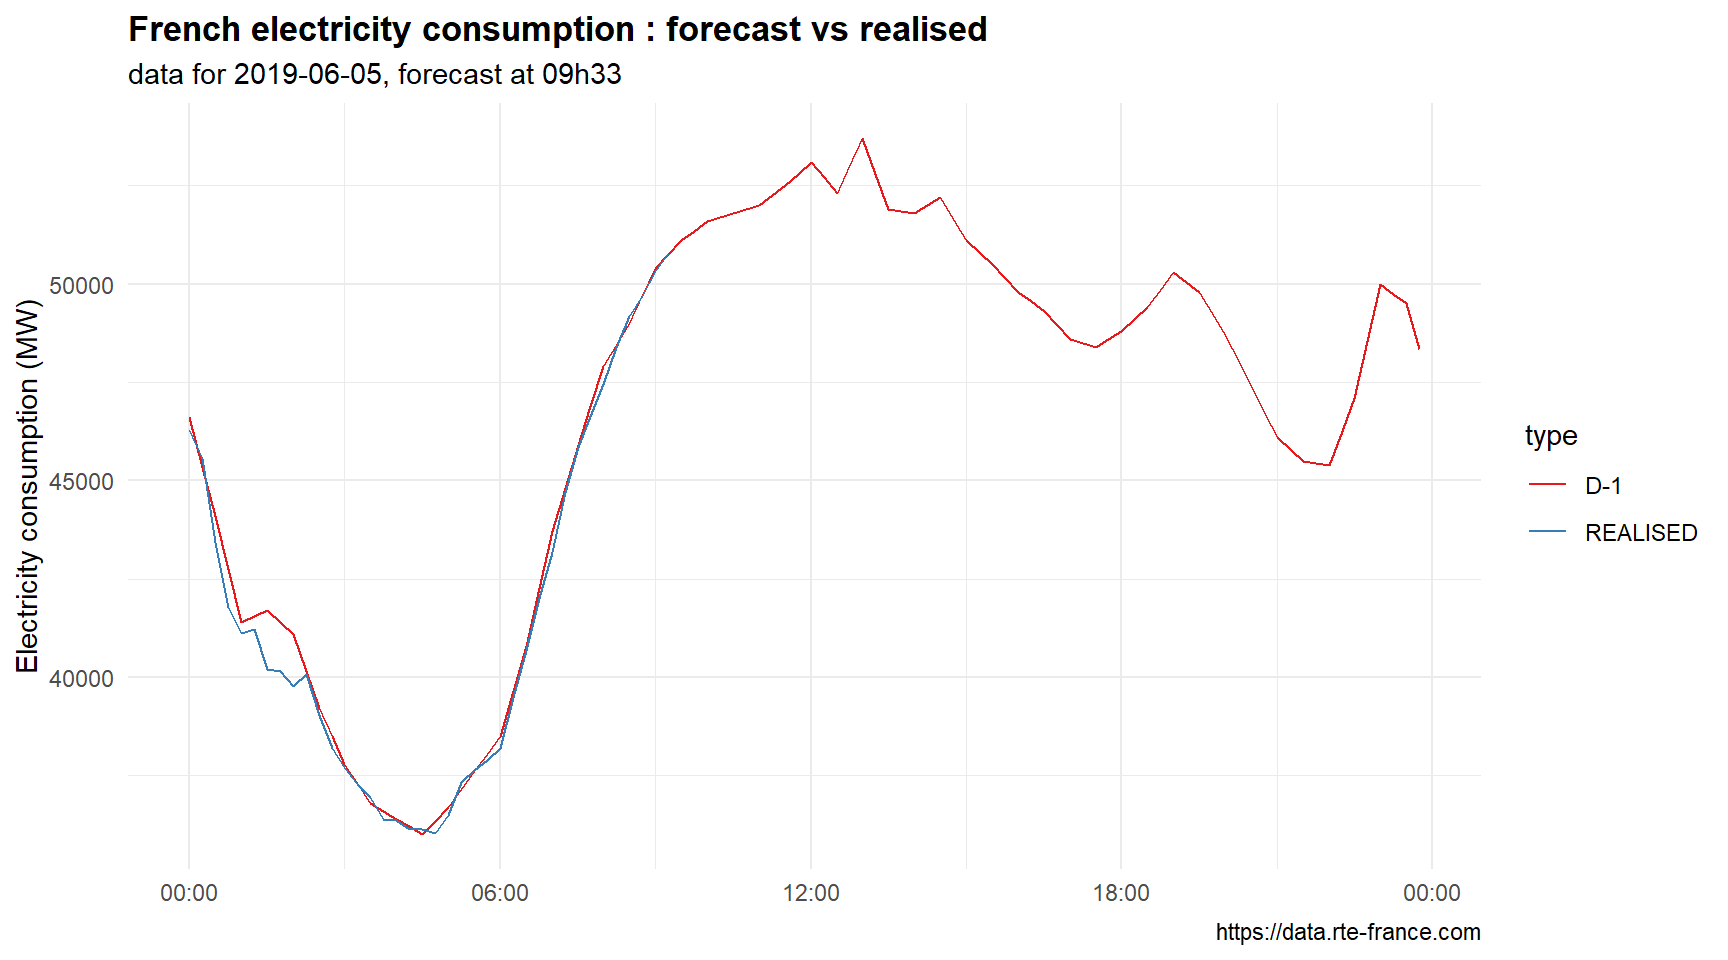 French electricity consumption : forecast vs realised
data for 2019-06-05, forecast at 09h33
Electricity consumption (MW)
50000
45000
40000
00:00
06:00
12:00
18:00
00:00
type
D-1
REALISED
https://data.rte-france.com